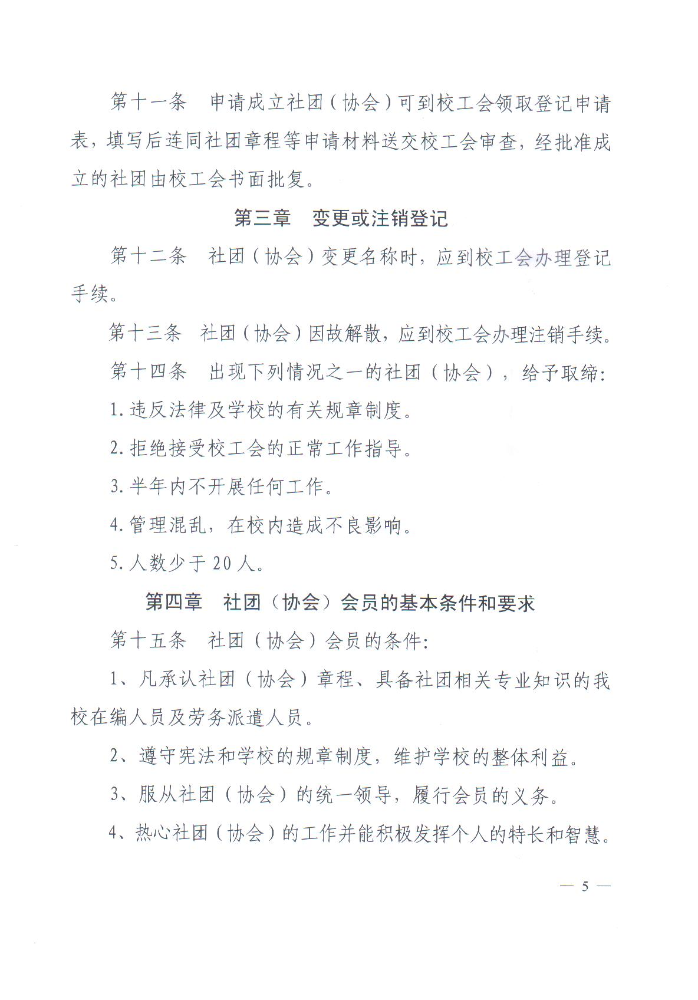 第十一条　申请成立社团（协会）可到校工会领取登记申请
表，填写后连同社团章程等申请材料送交校工会审查，经批准成
立的社团由校工会书面批复。
第三章　变更或注销登记
第十二条　社团（协会）变更名称时，应到校工会办理登记
手续。
第十三条　社团（协会）因故解散，应到校工会办理注销手续。
第十四条　出现下列情况之一的社团（协会），给予取缔：
1.违反法律及学校的有关规章制度。
2.拒绝接受校工会的正常工作指导。
3.半年内不开展任何工作。
4.管理混乱，在校内造成不良影响。
5.人数少于 20 人。
第四章　社团（协会）会员的基本条件和要求
第十五条　社团（协会）会员的条件：
1、凡承认社团（协会）章程、具备社团相关专业知识的我
校在编人员及劳务派遣人员。
2、遵守宪法和学校的规章制度，维护学校的整体利益。
3、服从社团（协会）的统一领导，履行会员的义务。
4、热心社团（协会）的工作并能积极发挥个人的特长和智慧。
— 5 —